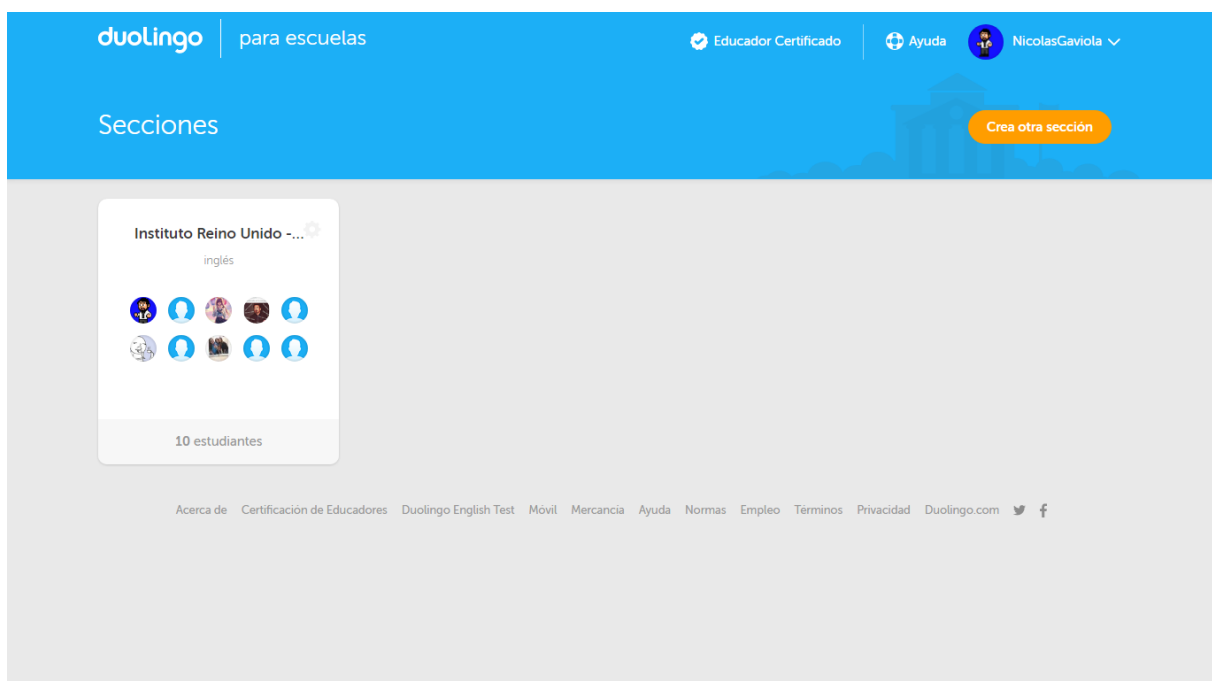 duolingo para escuelas
Educador Certificado
Ayuda
NicolasGaviola
Secciones
Crea otra sección
Instituto Reino Unido -...
inglés
10 estudiantes
Acerca de Certificación de Educadores Duolingo English Test Móvil Mercancía Ayuda Normas Empleo Términos Privacidad Duolingo.com